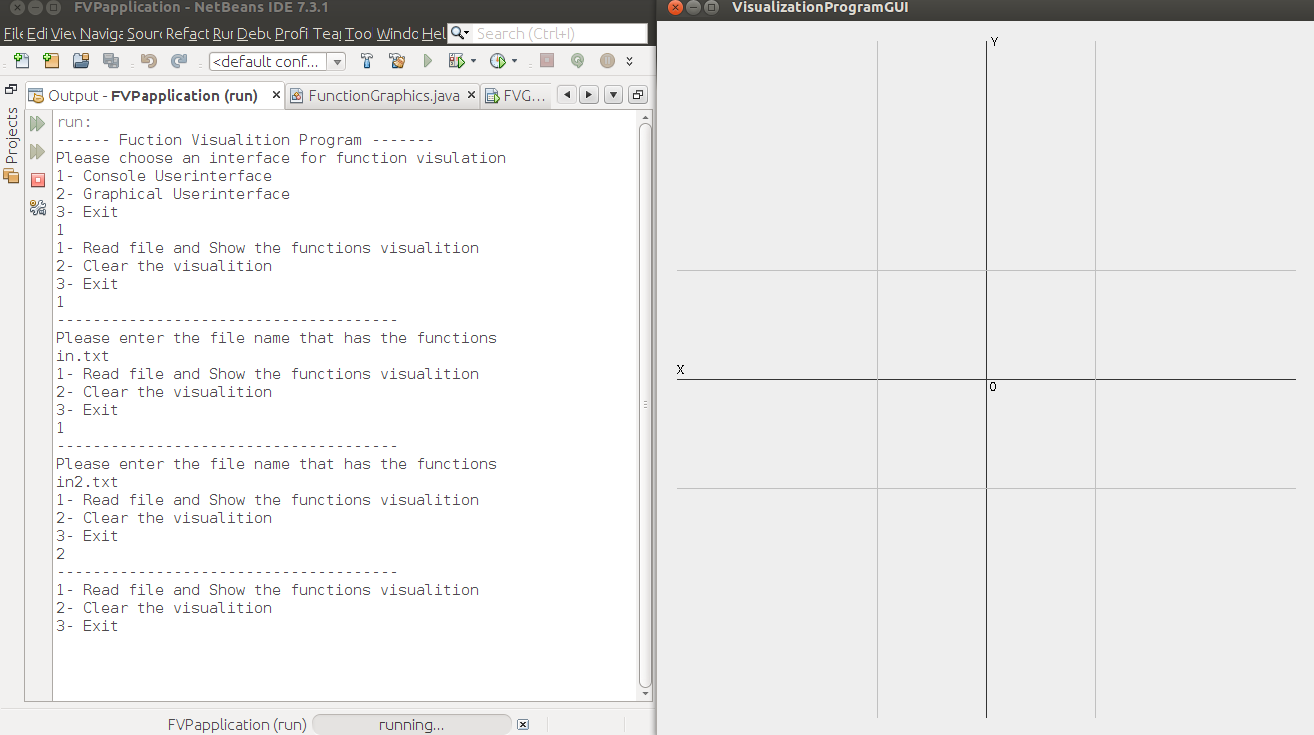 FVPapplication - NetBeans IDE 7.3.1
File Edi Viev Naviga Sourc Refact Rur Debu Profi Tear Too Windo Hel Search (Ctrl+I)
<default conf...
Output - FVPapplication (run) FunctionGraphics.java FVG...
Projects
run:
------ Fuction Visualition Program -------
Please choose an interface for function visulation
1- Console Userinterface
2- Graphical Userinterface
3- Exit
1
1- Read file and Show the functions visualition
2- Clear the visualition
3- Exit
1
--------------------------------------
Please enter the file name that has the functions
in.txt
1- Read file and Show the functions visualition
2- Clear the visualition
3- Exit
1
--------------------------------------
Please enter the file name that has the functions
in2.txt
1- Read file and Show the functions visualition
2- Clear the visualition
3- Exit
2
--------------------------------------
1- Read file and Show the functions visualition
2- Clear the visualition
3- Exit
FVPapplication (run) running...
VisualizationProgramGUI
Y
X
0